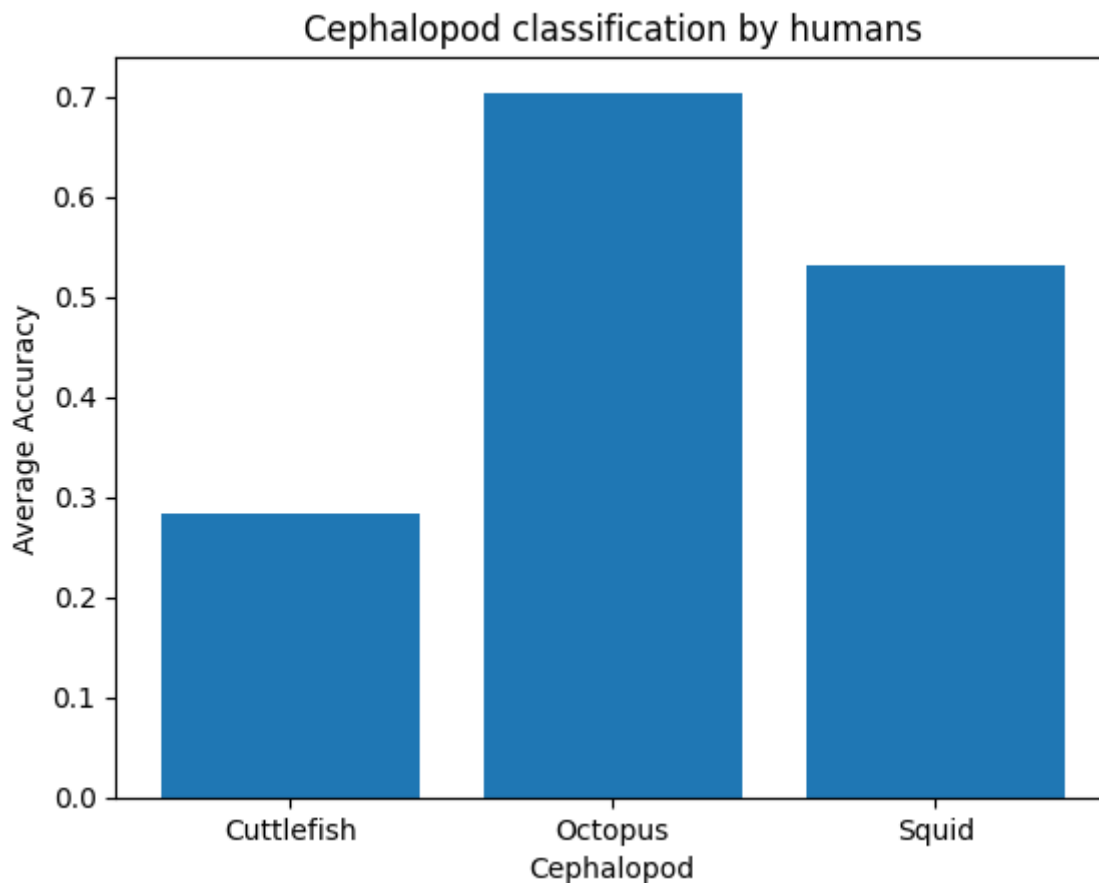 Cephalopod classification by humans
Average Accuracy
0.7
0.6
0.5
0.4
0.3
0.2
0.1
0.0
Cuttlefish Octopus Squid
Cephalopod